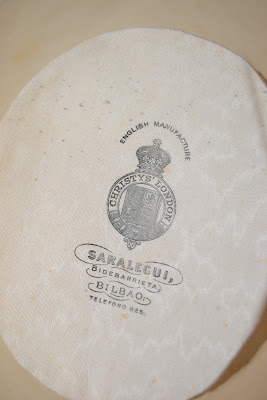 ENGLISH MANUFACTURE
CHRISTYS' LONDON
SARALEGUI,
BIDEBARRIETA,
BILBAO,
TELEFONO 925.